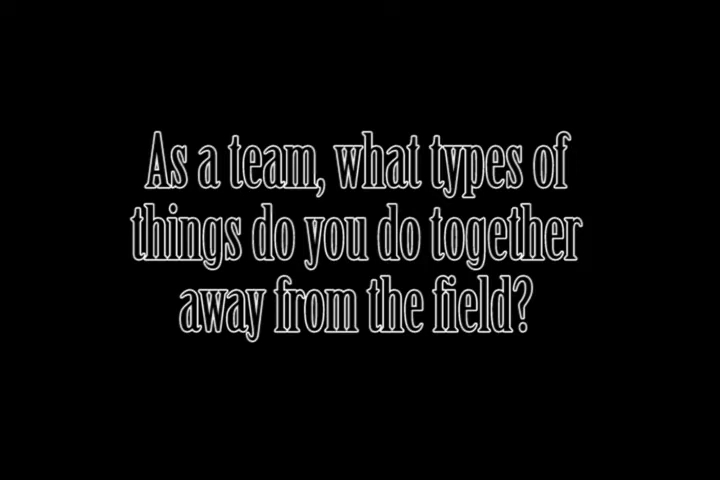 As a team, what types of
things do you do together
away from the field?